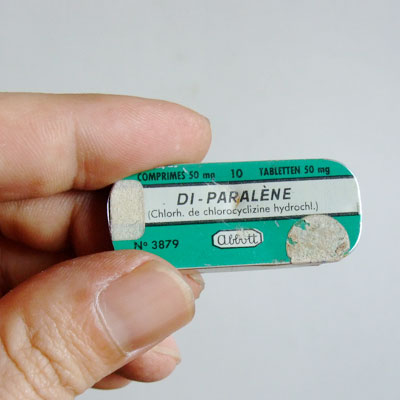 COMPRIMES 50 mg 10 TABLETTEN 50 mg
DI-PARALÈNE
(Chlorh. de chlorocyclizine hydrochl.)
Nº 3879 abbott